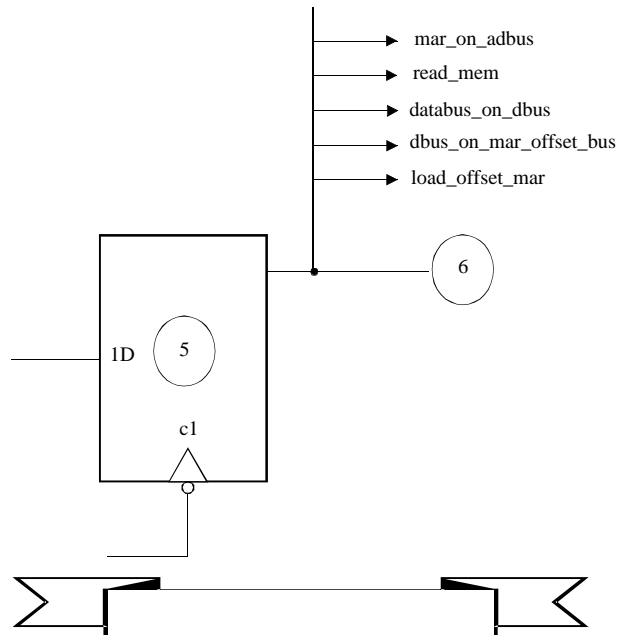 mar_on_adbus
read_mem
databus_on_dbus
dbus_on_mar_offset_bus
load_offset_mar
6
1D
5
c1